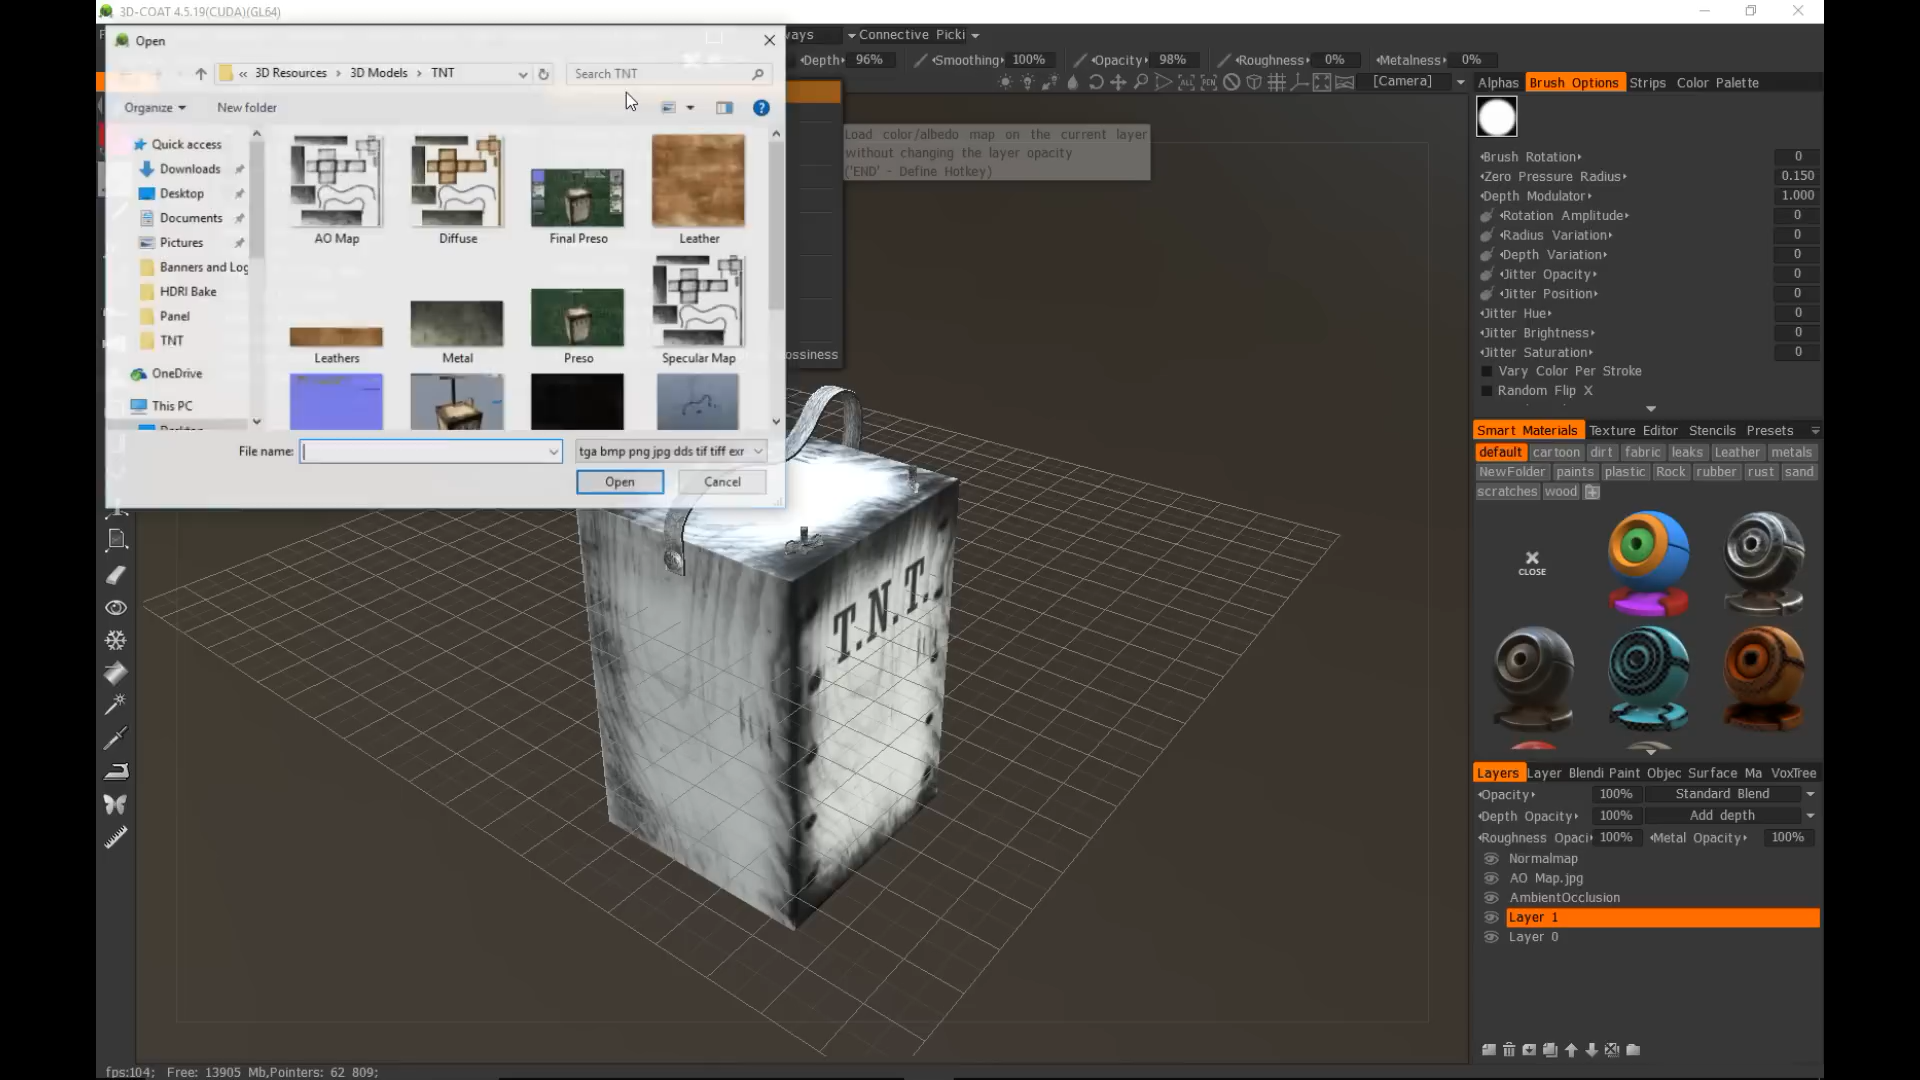 3D-COAT 4.5.19(CUDA)(GL64)
Open
ways
Connective Picki
« 3D Resources › 3D Models › TNT
Search TNT
Depth 96%
Smoothing 100%
Opacity 98%
Roughness 0%
Metalness 0%
[Camera]
Alphas Brush Options Strips Color Palette
Organize
New folder
Load color/albedo map on the current layer
without changing the layer opacity
('END' - Define Hotkey)
Quick access
Downloads
Desktop
Documents
Pictures
Banners and Log
HDRI Bake
Panel
TNT
OneDrive
This PC
AO Map
Diffuse
Final Preso
Leather
Leathers
Metal
Preso
Specular Map
ossiness
File name:
tga bmp png jpg dds tif tiff exr
Open
Cancel
T.N.T.
Brush Rotation 0
Zero Pressure Radius 0.150
Depth Modulator 1.000
Rotation Amplitude 0
Radius Variation 0
Depth Variation 0
Jitter Opacity 0
Jitter Position 0
Jitter Hue 0
Jitter Brightness 0
Jitter Saturation 0
Vary Color Per Stroke
Random Flip X
Smart Materials Texture Editor Stencils Presets
default cartoon dirt fabric leaks Leather metals
NewFolder paints plastic Rock rubber rust sand
scratches wood
CLOSE
Layers Layer Blendi Paint Objec Surface Ma VoxTree
Opacity 100% Standard Blend
Depth Opacity 100% Add depth
Roughness Opaci 100% Metal Opacity 100%
Normalmap
AO Map.jpg
AmbientOcclusion
Layer 1
Layer 0
fps:104; Free: 13905 Mb,Pointers: 62 809;